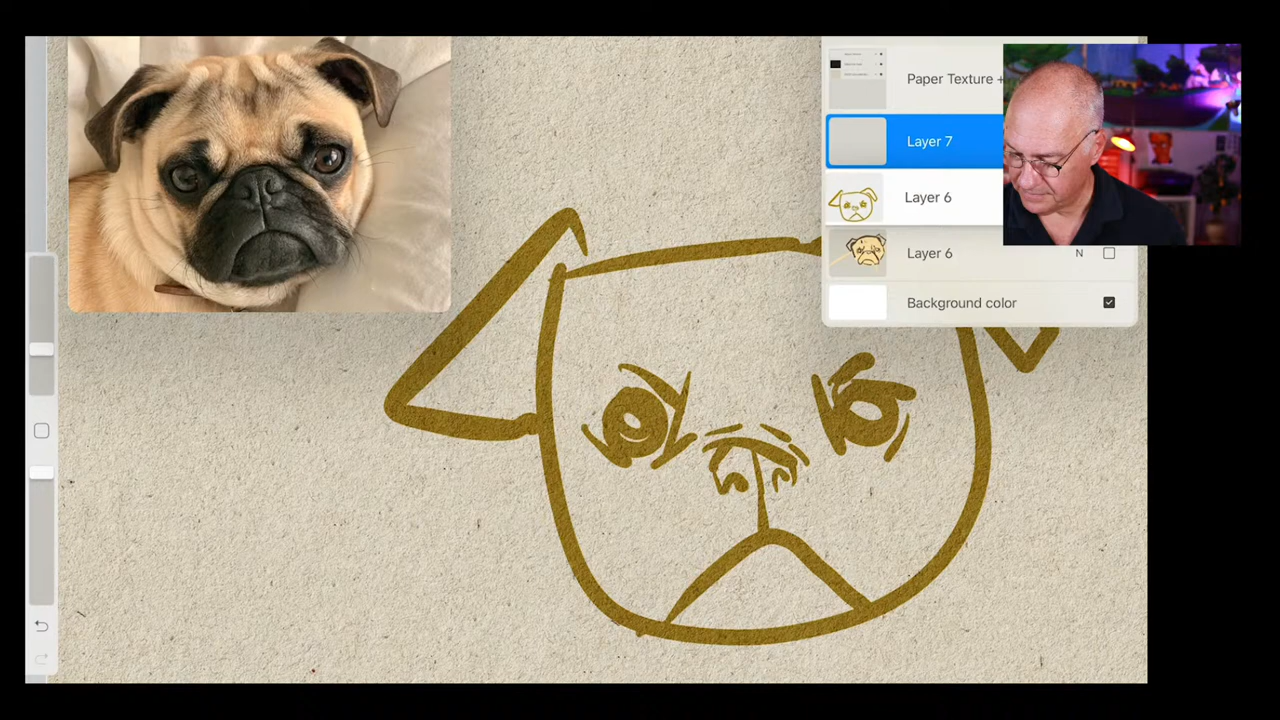 Paper Texture +
Layer 7
Layer 6
Layer 6 N
Background color